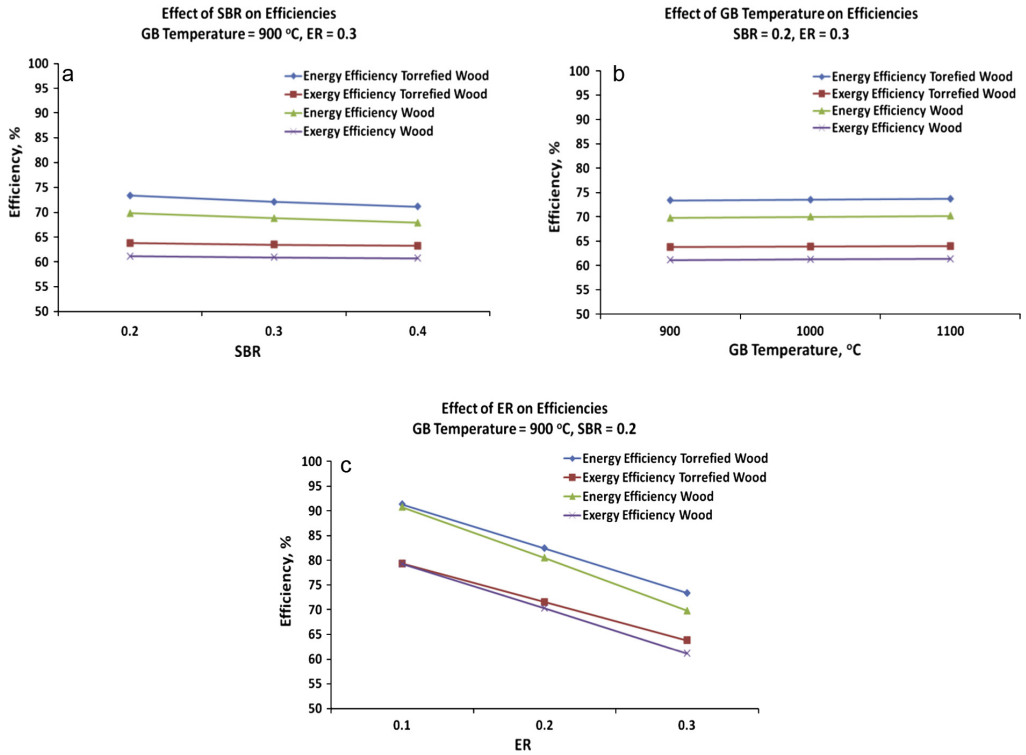 Effect of SBR on Efficiencies
GB Temperature = 900 °C, ER = 0.3
a
Energy Efficiency Torrefied Wood
Exergy Efficiency Torrefied Wood
Energy Efficiency Wood
Exergy Efficiency Wood
Efficiency, %
100
95
90
85
80
75
70
65
60
55
50
0.2 0.3 0.4
SBR
Effect of GB Temperature on Efficiencies
SBR = 0.2, ER = 0.3
b
Energy Efficiency Torrefied Wood
Exergy Efficiency Torrefied Wood
Energy Efficiency Wood
Exergy Efficiency Wood
Efficiency, %
100
95
90
85
80
75
70
65
60
55
50
900 1000 1100
GB Temperature, °C
Effect of ER on Efficiencies
GB Temperature = 900 °C, SBR = 0.2
c
Energy Efficiency Torrefied Wood
Exergy Efficiency Torrefied Wood
Energy Efficiency Wood
Exergy Efficiency Wood
Efficiency, %
100
95
90
85
80
75
70
65
60
55
50
0.1 0.2 0.3
ER